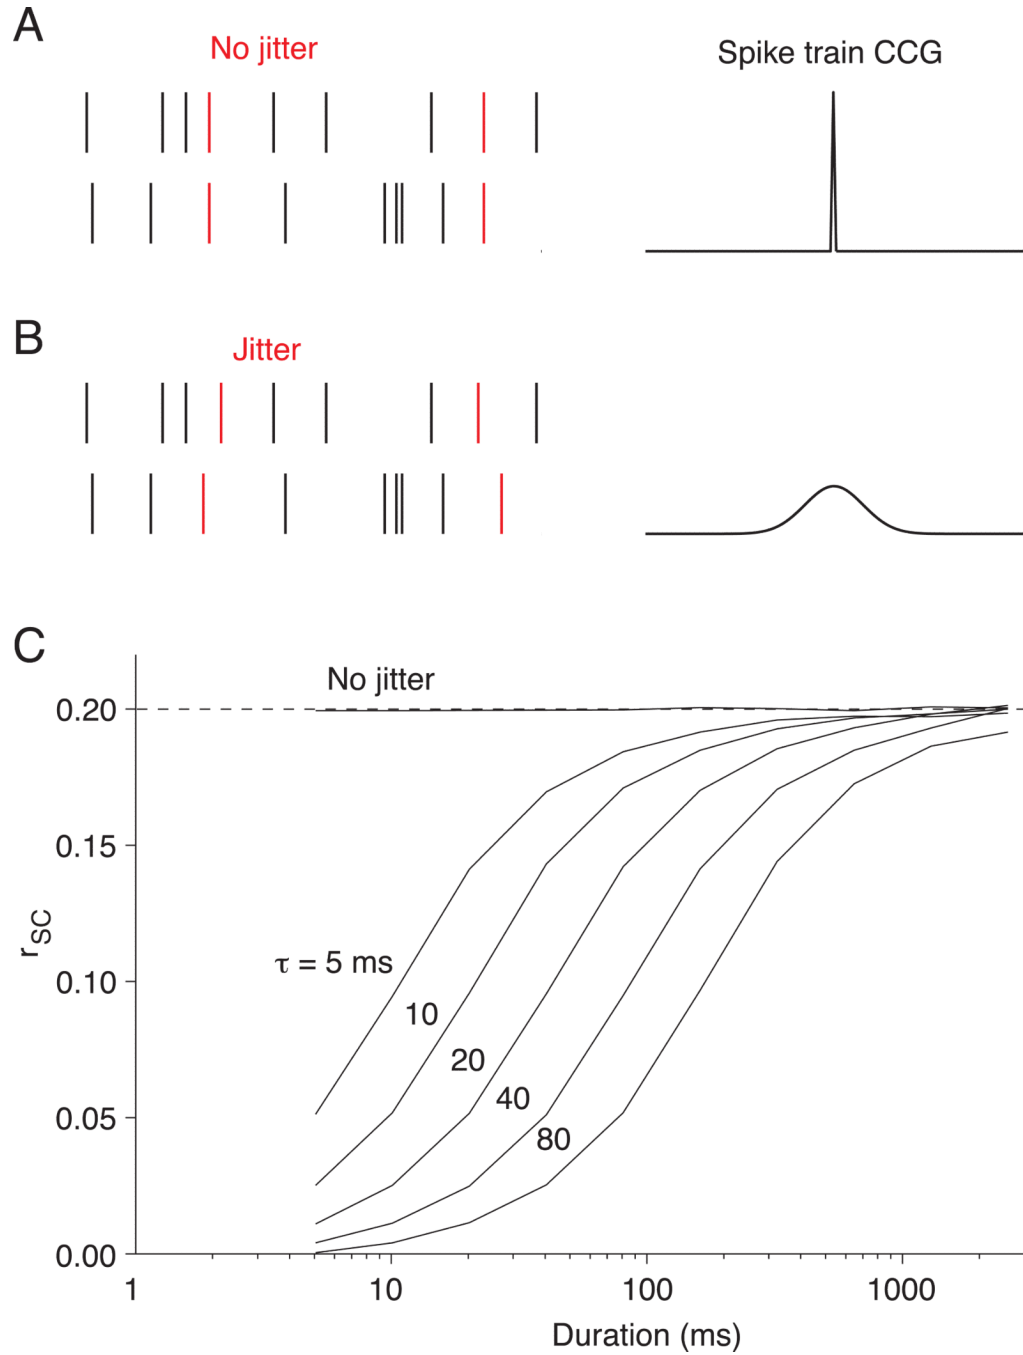 A
No jitter
Spike train CCG
B
Jitter
C
No jitter
0.20
0.15
0.10
0.05
0.00
rSC
τ = 5 ms
10
20
40
80
1
10
100
1000
Duration (ms)